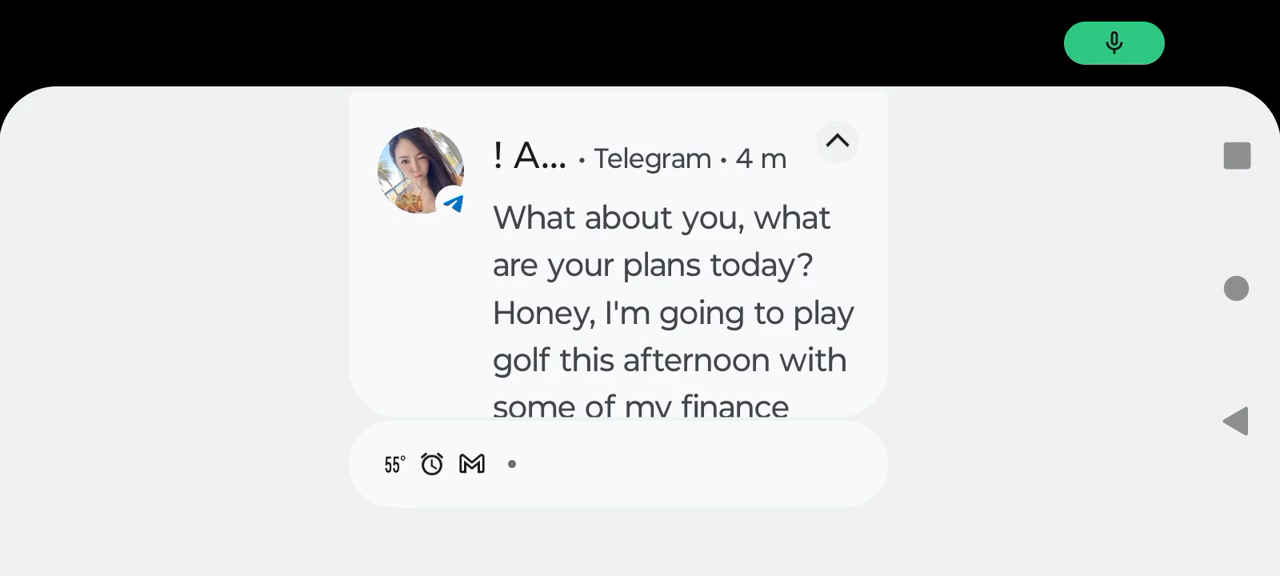 ! A... • Telegram • 4 m
What about you, what
are your plans today?
Honey, I'm going to play
golf this afternoon with
some of my finance
55°